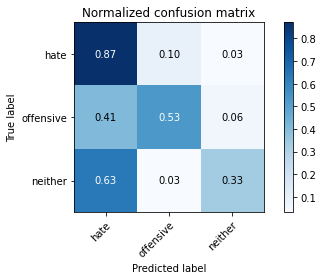 Normalized confusion matrix
True label
hate
0.87 0.10 0.03
offensive
0.41 0.53 0.06
neither
0.63 0.03 0.33
hate
offensive
neither
Predicted label
0.8
0.7
0.6
0.5
0.4
0.3
0.2
0.1